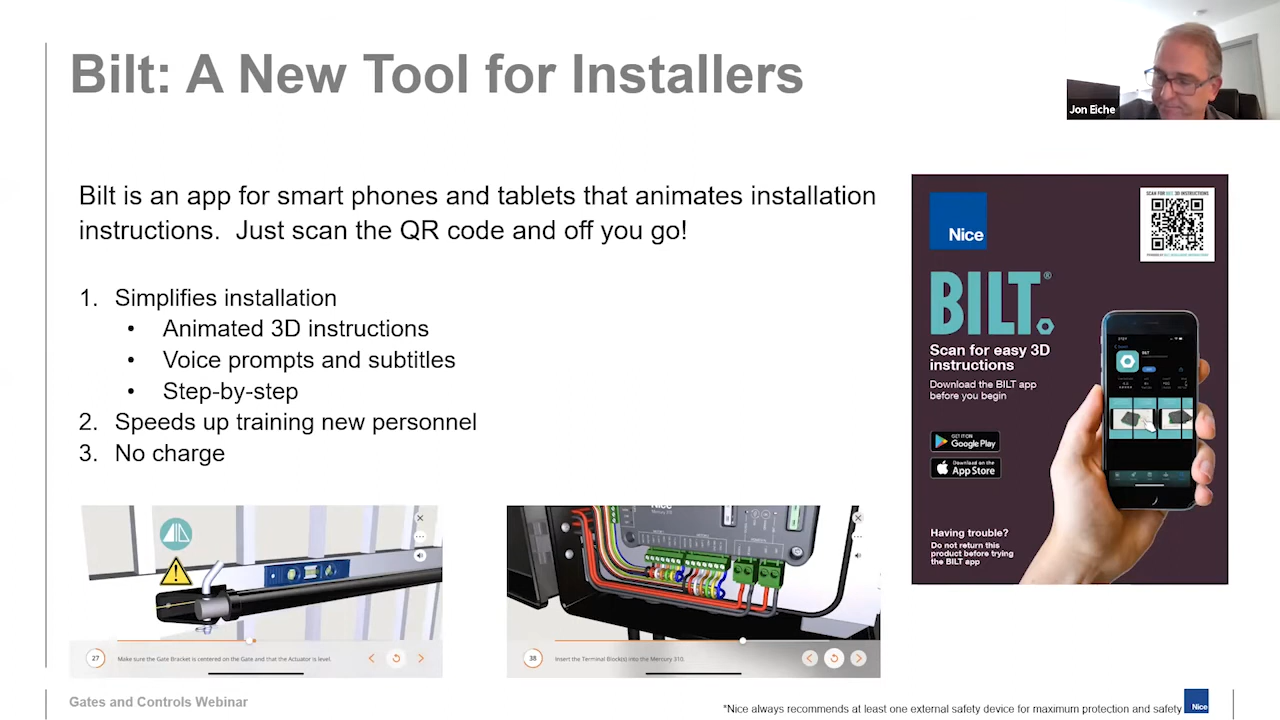 Bilt: A New Tool for Installers
Jon Eiche
Bilt is an app for smart phones and tablets that animates installation
instructions. Just scan the QR code and off you go!
1. Simplifies installation
• Animated 3D instructions
• Voice prompts and subtitles
• Step-by-step
2. Speeds up training new personnel
3. No charge
SCAN FOR BILT 3D INSTRUCTIONS
Nice
BILT®
Scan for easy 3D
instructions
Download the BILT app
before you begin
GET IT ON
Google Play
Download on the
App Store
BILT
Having trouble?
Do not return this
product before trying
the BILT app
Nice
27 Make sure the Gate Bracket is centered on the Gate and that the Actuator is level.
38 Insert the Terminal Block(s) into the Mercury 310.
Gates and Controls Webinar
*Nice always recommends at least one external safety device for maximum protection and safety
Nice